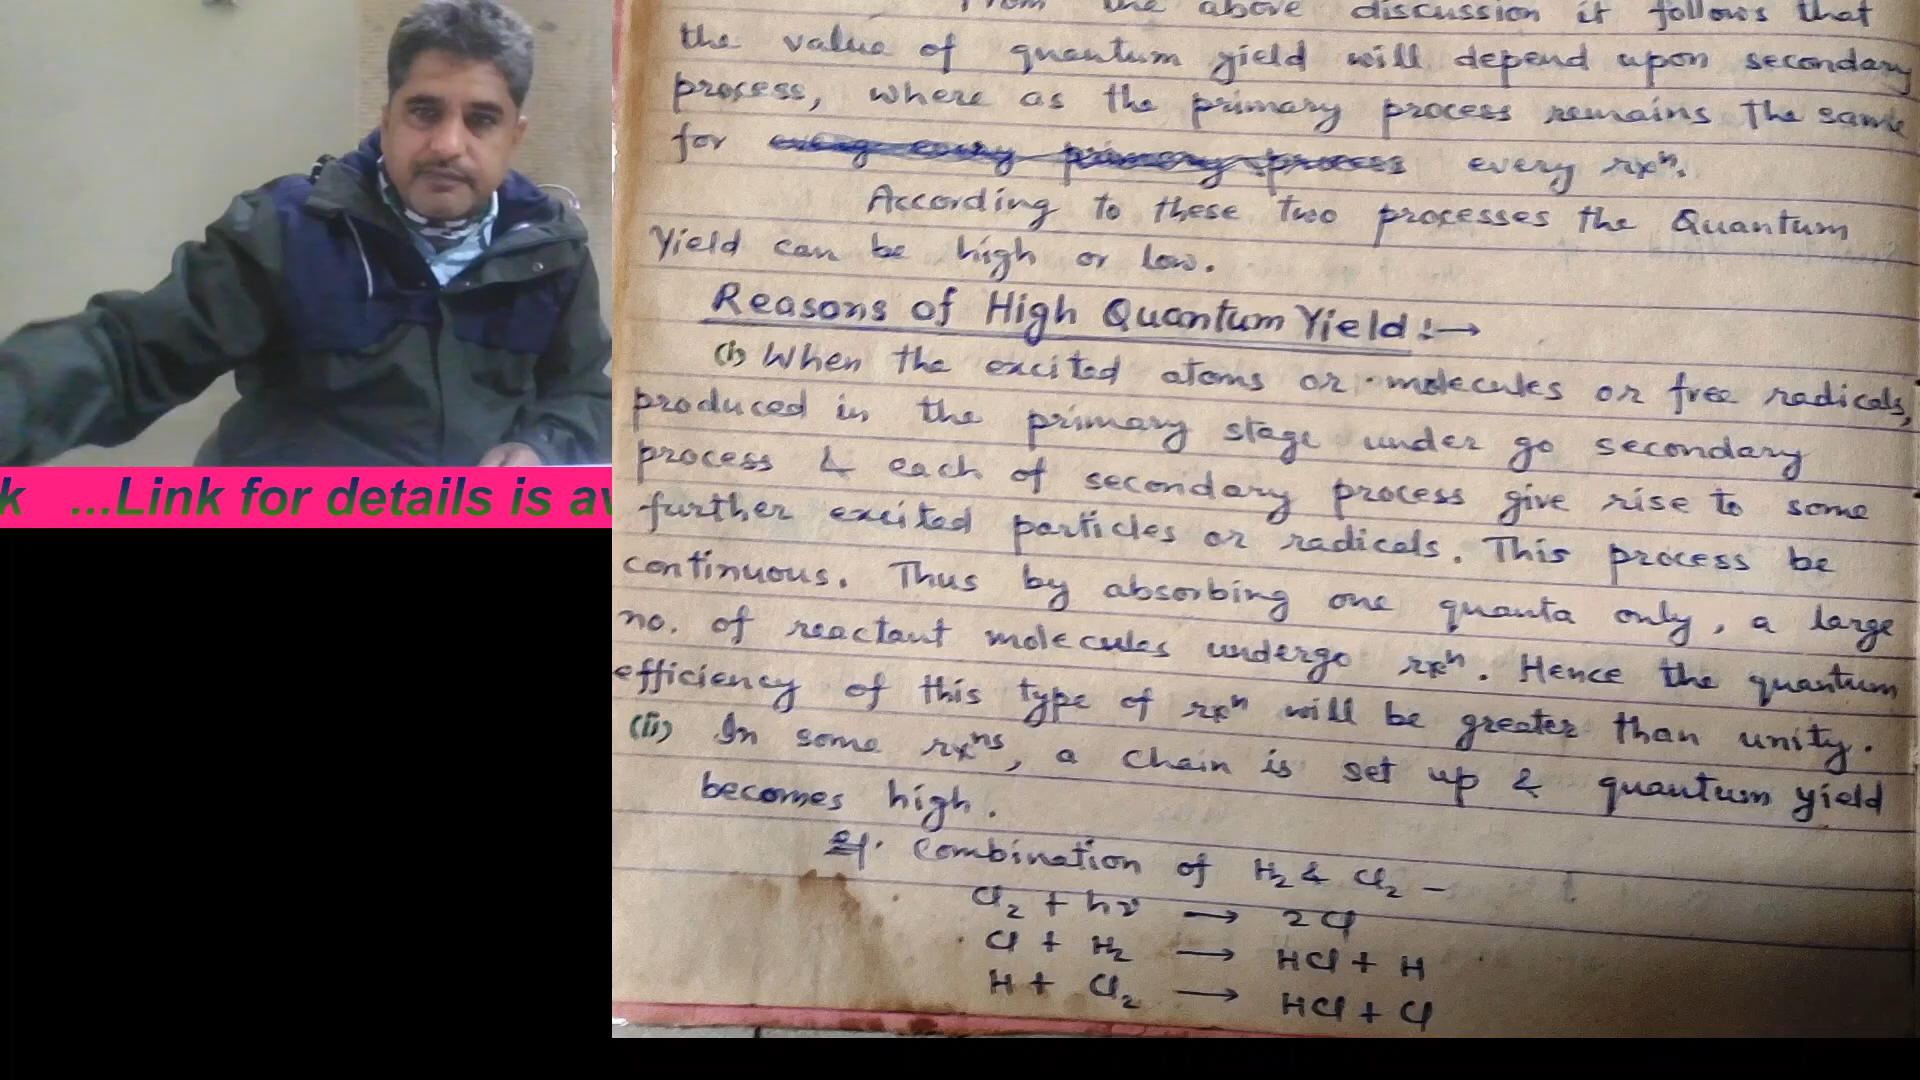 k ...Link for details is av
From the above discussion it follows that
the value of quantum yield will depend upon secondary
process, where as the primary process remains the same
for every rxⁿ.
According to these two processes the Quantum
Yield can be high or low.
Reasons of High Quantum Yield :→
(i) When the excited atoms or molecules or free radicals,
produced in the primary stage under go secondary
process & each of secondary process give rise to some
further excited particles or radicals. This process be
continuous. Thus by absorbing one quanta only, a large
no. of reactant molecules undergo rxⁿ. Hence the quantum
efficiency of this type of rxⁿ will be greater than unity.
(ii) In some rxⁿˢ, a chain is set up & quantum yield
becomes high.
eg. Combination of H₂ & Cl₂ –
Cl₂ + hν → 2Cl
Cl + H₂ → HCl + H
H + Cl₂ → HCl + Cl